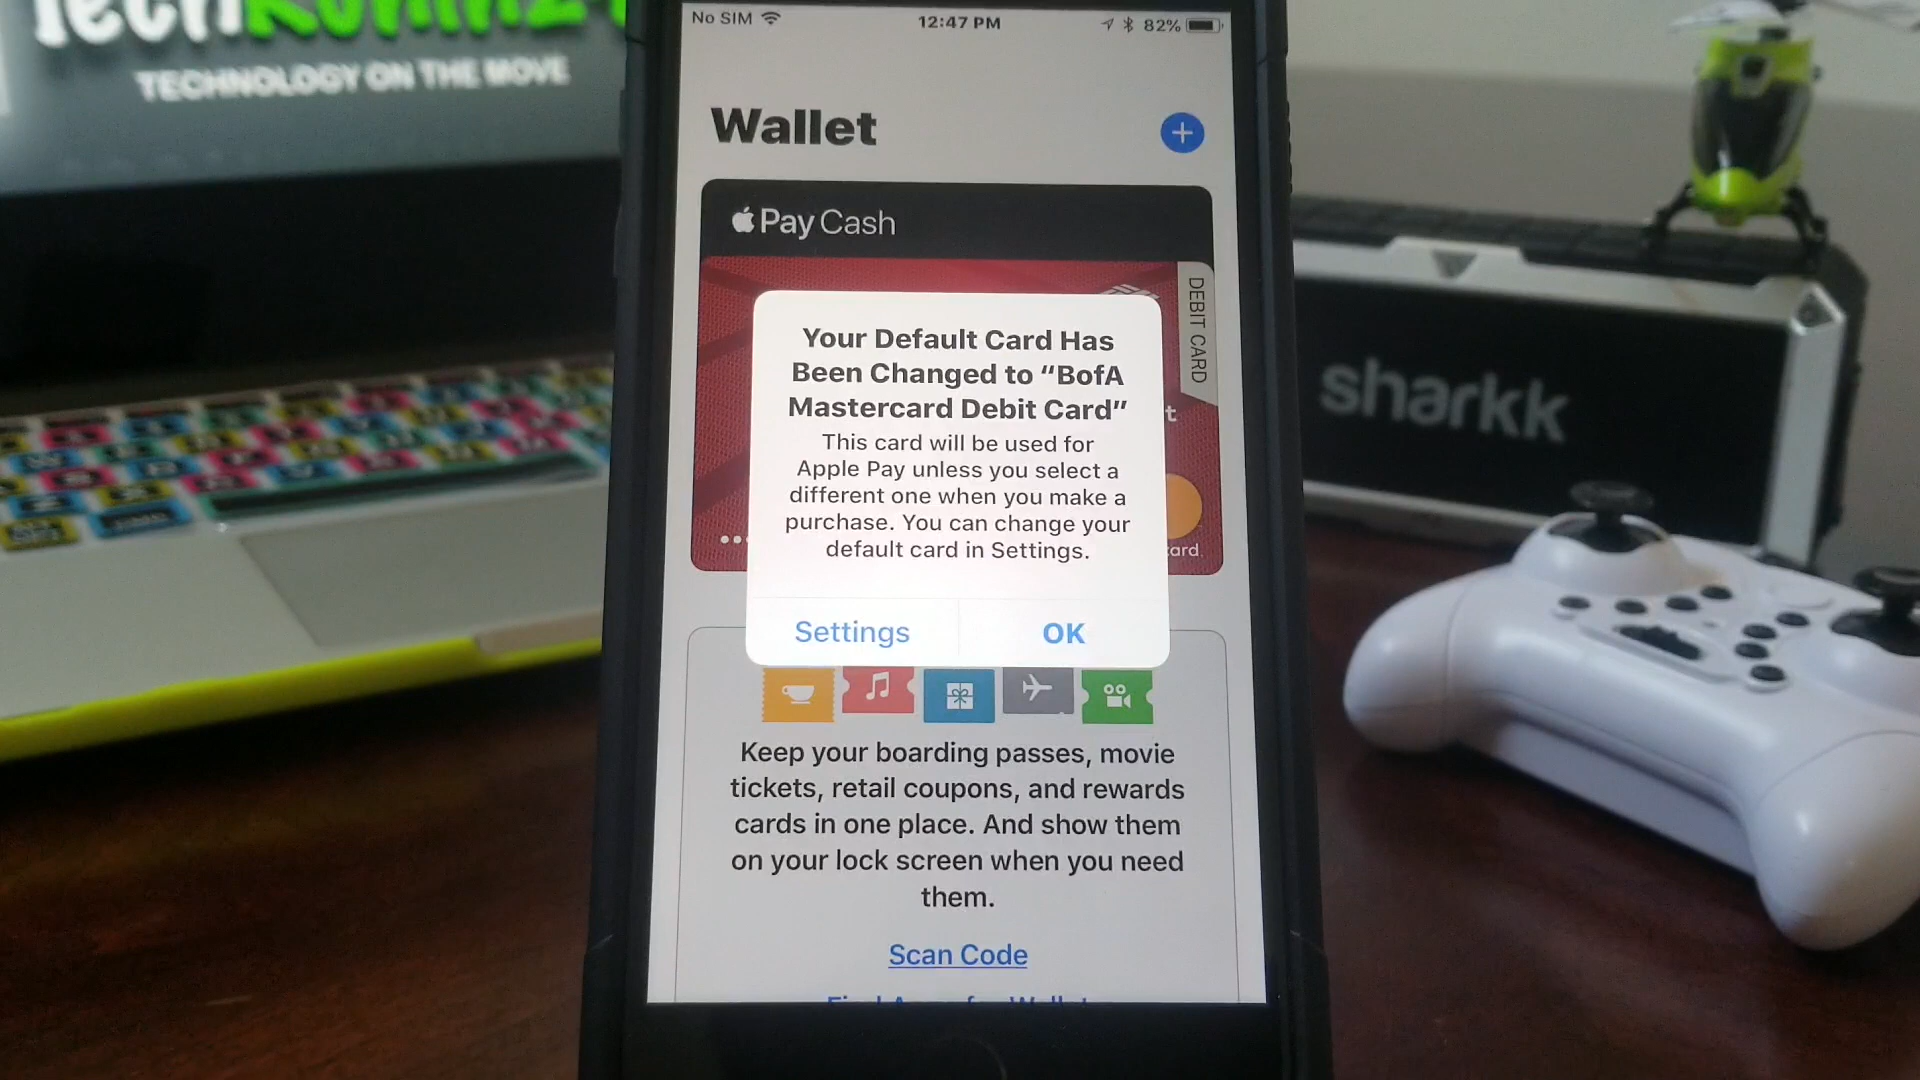 TECHNOLOGY ON THE MOVE
No SIM
12:47 PM
82%
Wallet
Pay Cash
DEBIT CARD
Your Default Card Has
Been Changed to “BofA
Mastercard Debit Card”
This card will be used for
Apple Pay unless you select a
different one when you make a
purchase. You can change your
default card in Settings.
Settings
OK
Keep your boarding passes, movie
tickets, retail coupons, and rewards
cards in one place. And show them
on your lock screen when you need
them.
Scan Code
sharkk